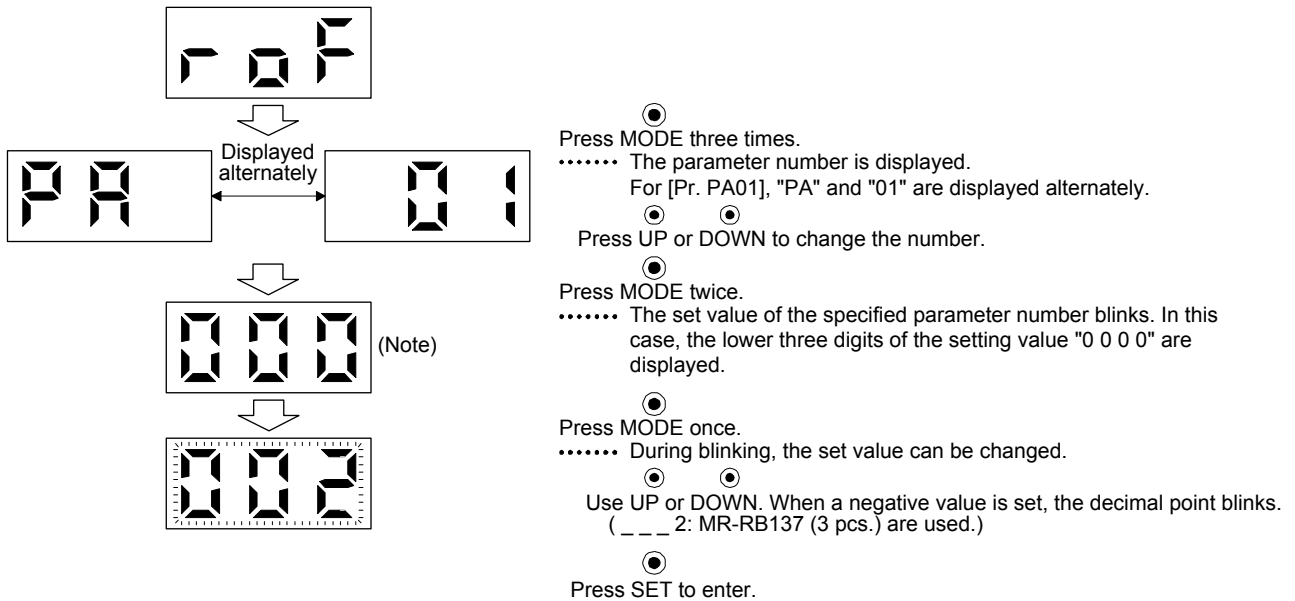 roF
Press MODE three times.
Displayed
alternately
PA
01
······· The parameter number is displayed.
For [Pr. PA01], "PA" and "01" are displayed alternately.
Press UP or DOWN to change the number.
Press MODE twice.
000
(Note)
······· The set value of the specified parameter number blinks. In this
case, the lower three digits of the setting value "0 0 0 0" are
displayed.
Press MODE once.
002
······· During blinking, the set value can be changed.
Use UP or DOWN. When a negative value is set, the decimal point blinks.
( _ _ _ 2: MR-RB137 (3 pcs.) are used.)
Press SET to enter.